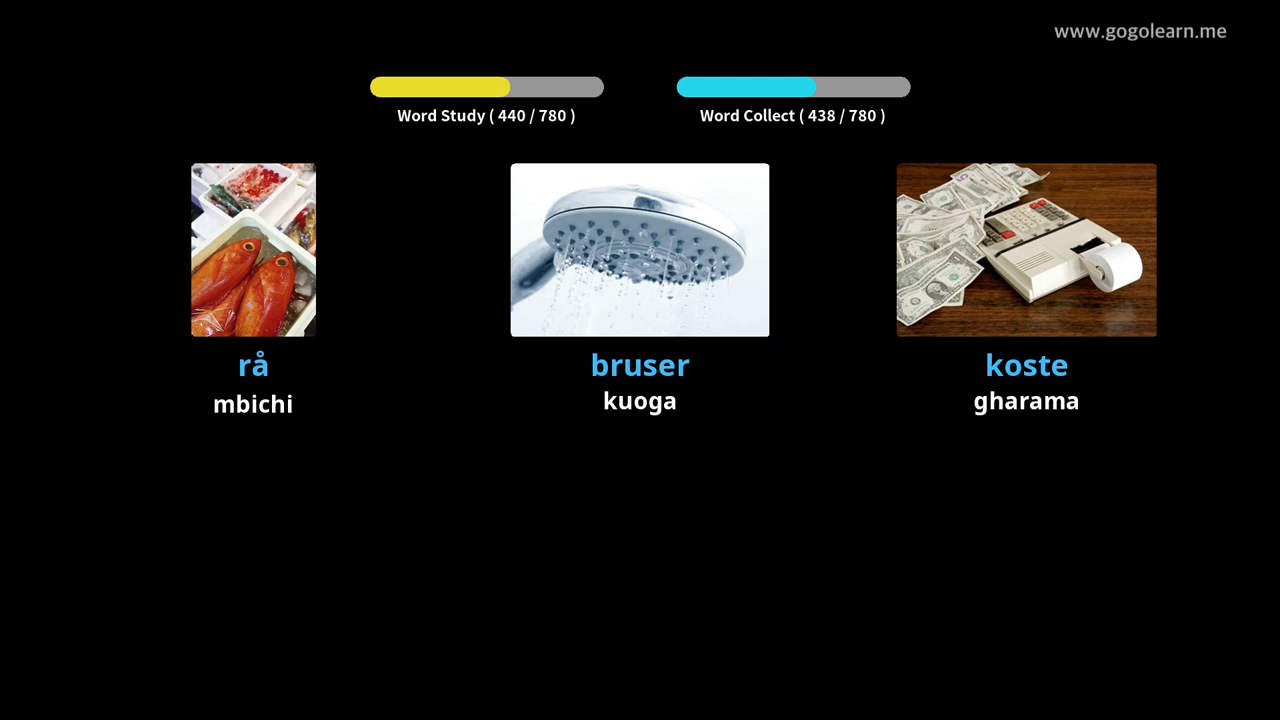 www.gogolearn.me
Word Study ( 440 / 780 )
Word Collect ( 438 / 780 )
rå
mbichi
bruser
kuoga
koste
gharama